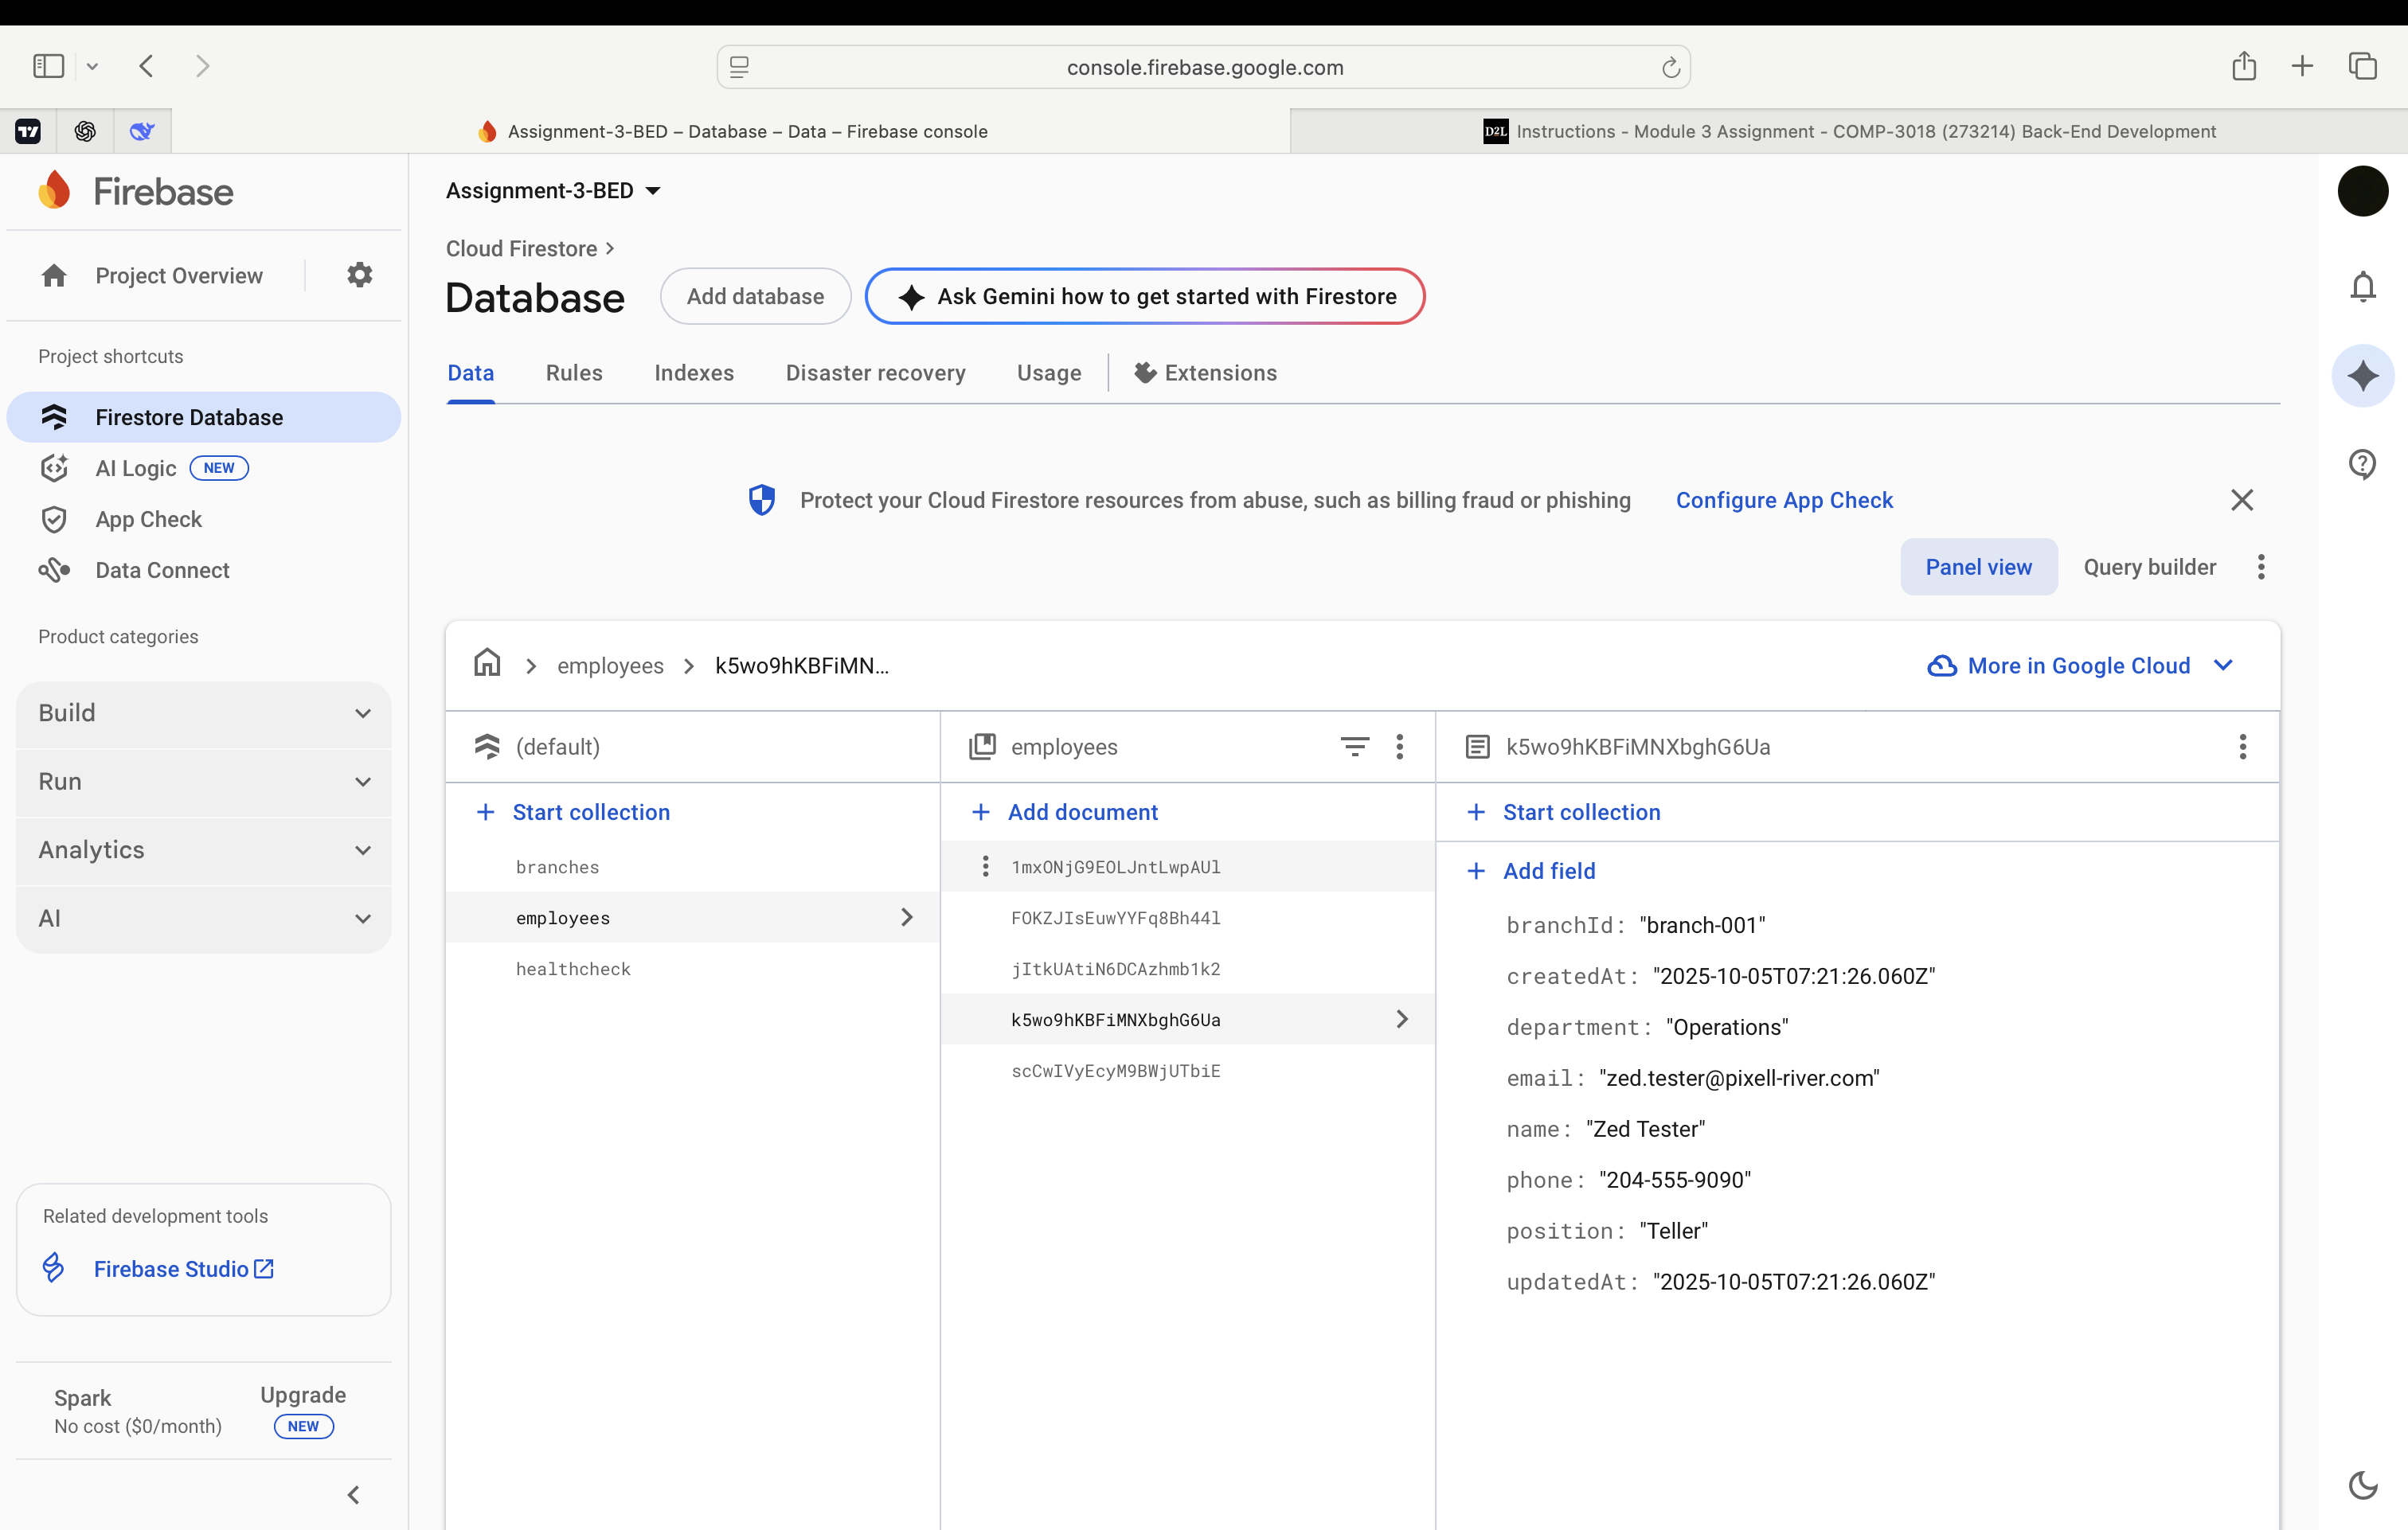 console.firebase.google.com
Assignment-3-BED – Database – Data – Firebase console
D2L Instructions - Module 3 Assignment - COMP-3018 (273214) Back-End Development
Firebase
Project Overview
Project shortcuts
Firestore Database
AI Logic NEW
App Check
Data Connect
Product categories
Build
Run
Analytics
AI
Related development tools
Firebase Studio
Spark
No cost ($0/month)
Upgrade
NEW
Assignment-3-BED
Cloud Firestore
Database
Add database
Ask Gemini how to get started with Firestore
Data Rules Indexes Disaster recovery Usage Extensions
Protect your Cloud Firestore resources from abuse, such as billing fraud or phishing Configure App Check
Panel view Query builder
employees k5wo9hKBFiMN...
More in Google Cloud
(default)
Start collection
branches
employees
healthcheck
employees
Add document
1mxONjG9EOLJntLwpAUl
FOKZJIsEuwYYFq8Bh44l
jItkUAtiN6DCAzhmb1k2
k5wo9hKBFiMNXbghG6Ua
scCwIVyEcyM9BWjUTbiE
k5wo9hKBFiMNXbghG6Ua
Start collection
Add field
branchId: "branch-001"
createdAt: "2025-10-05T07:21:26.060Z"
department: "Operations"
email: "zed.tester@pixell-river.com"
name: "Zed Tester"
phone: "204-555-9090"
position: "Teller"
updatedAt: "2025-10-05T07:21:26.060Z"